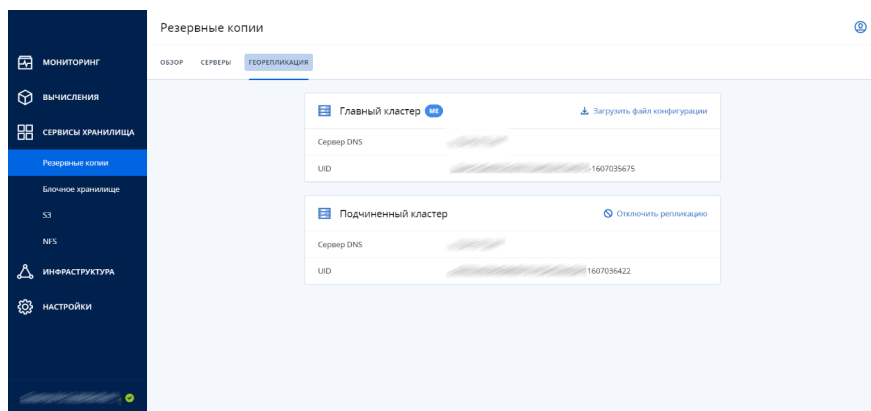 Резервные копии
МОНИТОРИНГ
ВЫЧИСЛЕНИЯ
СЕРВИСЫ ХРАНИЛИЩА
Резервные копии
Блочное хранилище
S3
NFS
ИНФРАСТРУКТУРА
НАСТРОЙКИ
ОБЗОР СЕРВЕРЫ ГЕОРЕПЛИКАЦИЯ
Главный кластер ME Загрузить файл конфигурации
Сервер DNS
UID -1607035675
Подчиненный кластер Отключить репликацию
Сервер DNS
UID 1607036422